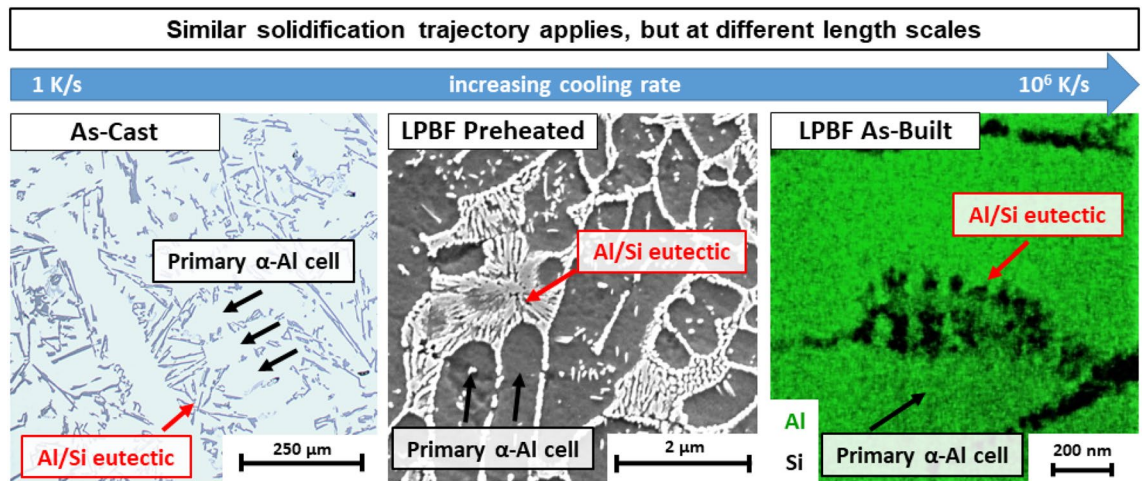 Similar solidification trajectory applies, but at different length scales
1 K/s increasing cooling rate 10⁶ K/s
As-Cast
Primary α-Al cell
Al/Si eutectic
250 µm
LPBF Preheated
Al/Si eutectic
Primary α-Al cell
2 µm
LPBF As-Built
Al/Si eutectic
Al
Si
Primary α-Al cell
200 nm